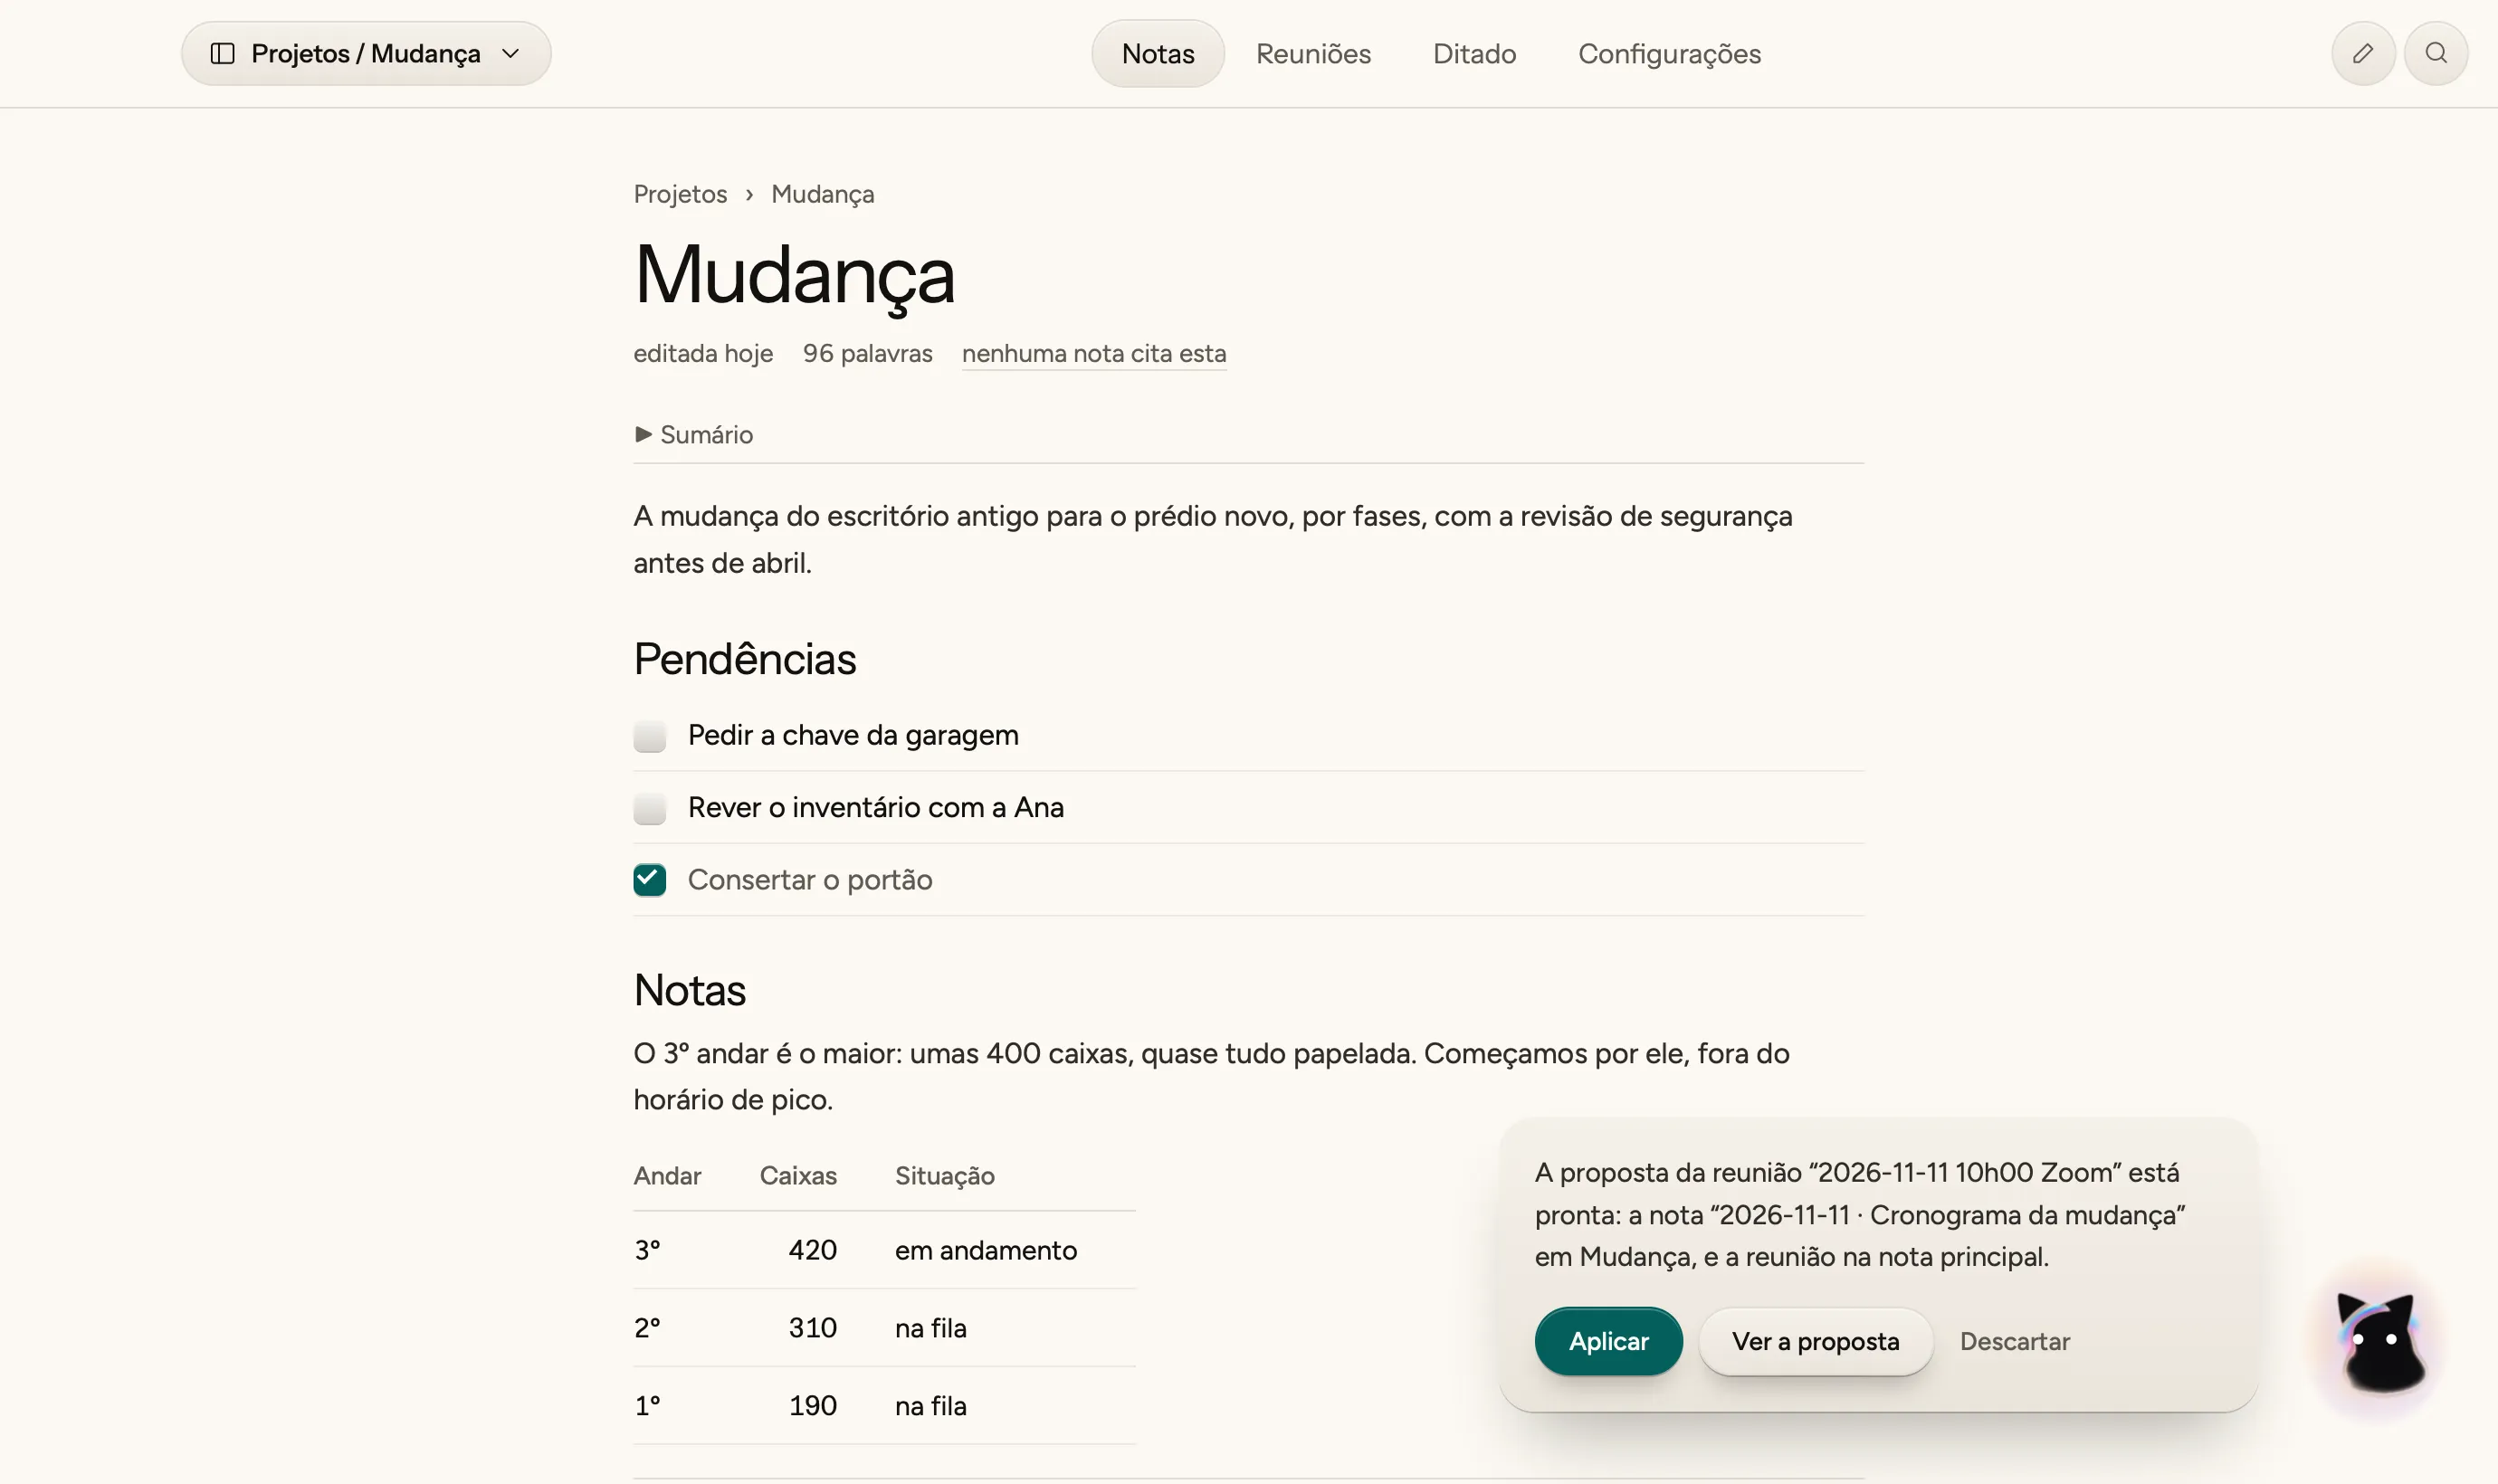 Projetos / Mudança
Notas
Reuniões
Ditado
Configurações
Projetos › Mudança
Mudança
editada hoje 96 palavras nenhuma nota cita esta
Sumário
A mudança do escritório antigo para o prédio novo, por fases, com a revisão de segurança
antes de abril.
Pendências
Pedir a chave da garagem
Rever o inventário com a Ana
Consertar o portão
Notas
O 3º andar é o maior: umas 400 caixas, quase tudo papelada. Começamos por ele, fora do
horário de pico.
Andar Caixas Situação
3º 420 em andamento
2º 310 na fila
1º 190 na fila
A proposta da reunião “2026-11-11 10h00 Zoom” está
pronta: a nota “2026-11-11 · Cronograma da mudança”
em Mudança, e a reunião na nota principal.
Aplicar
Ver a proposta
Descartar